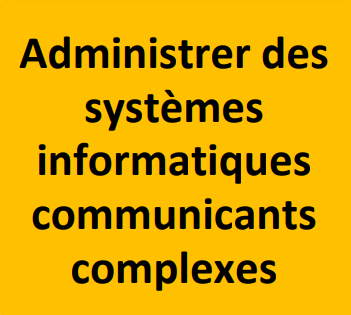 Administrer des
systèmes
informatiques
communicants
complexes